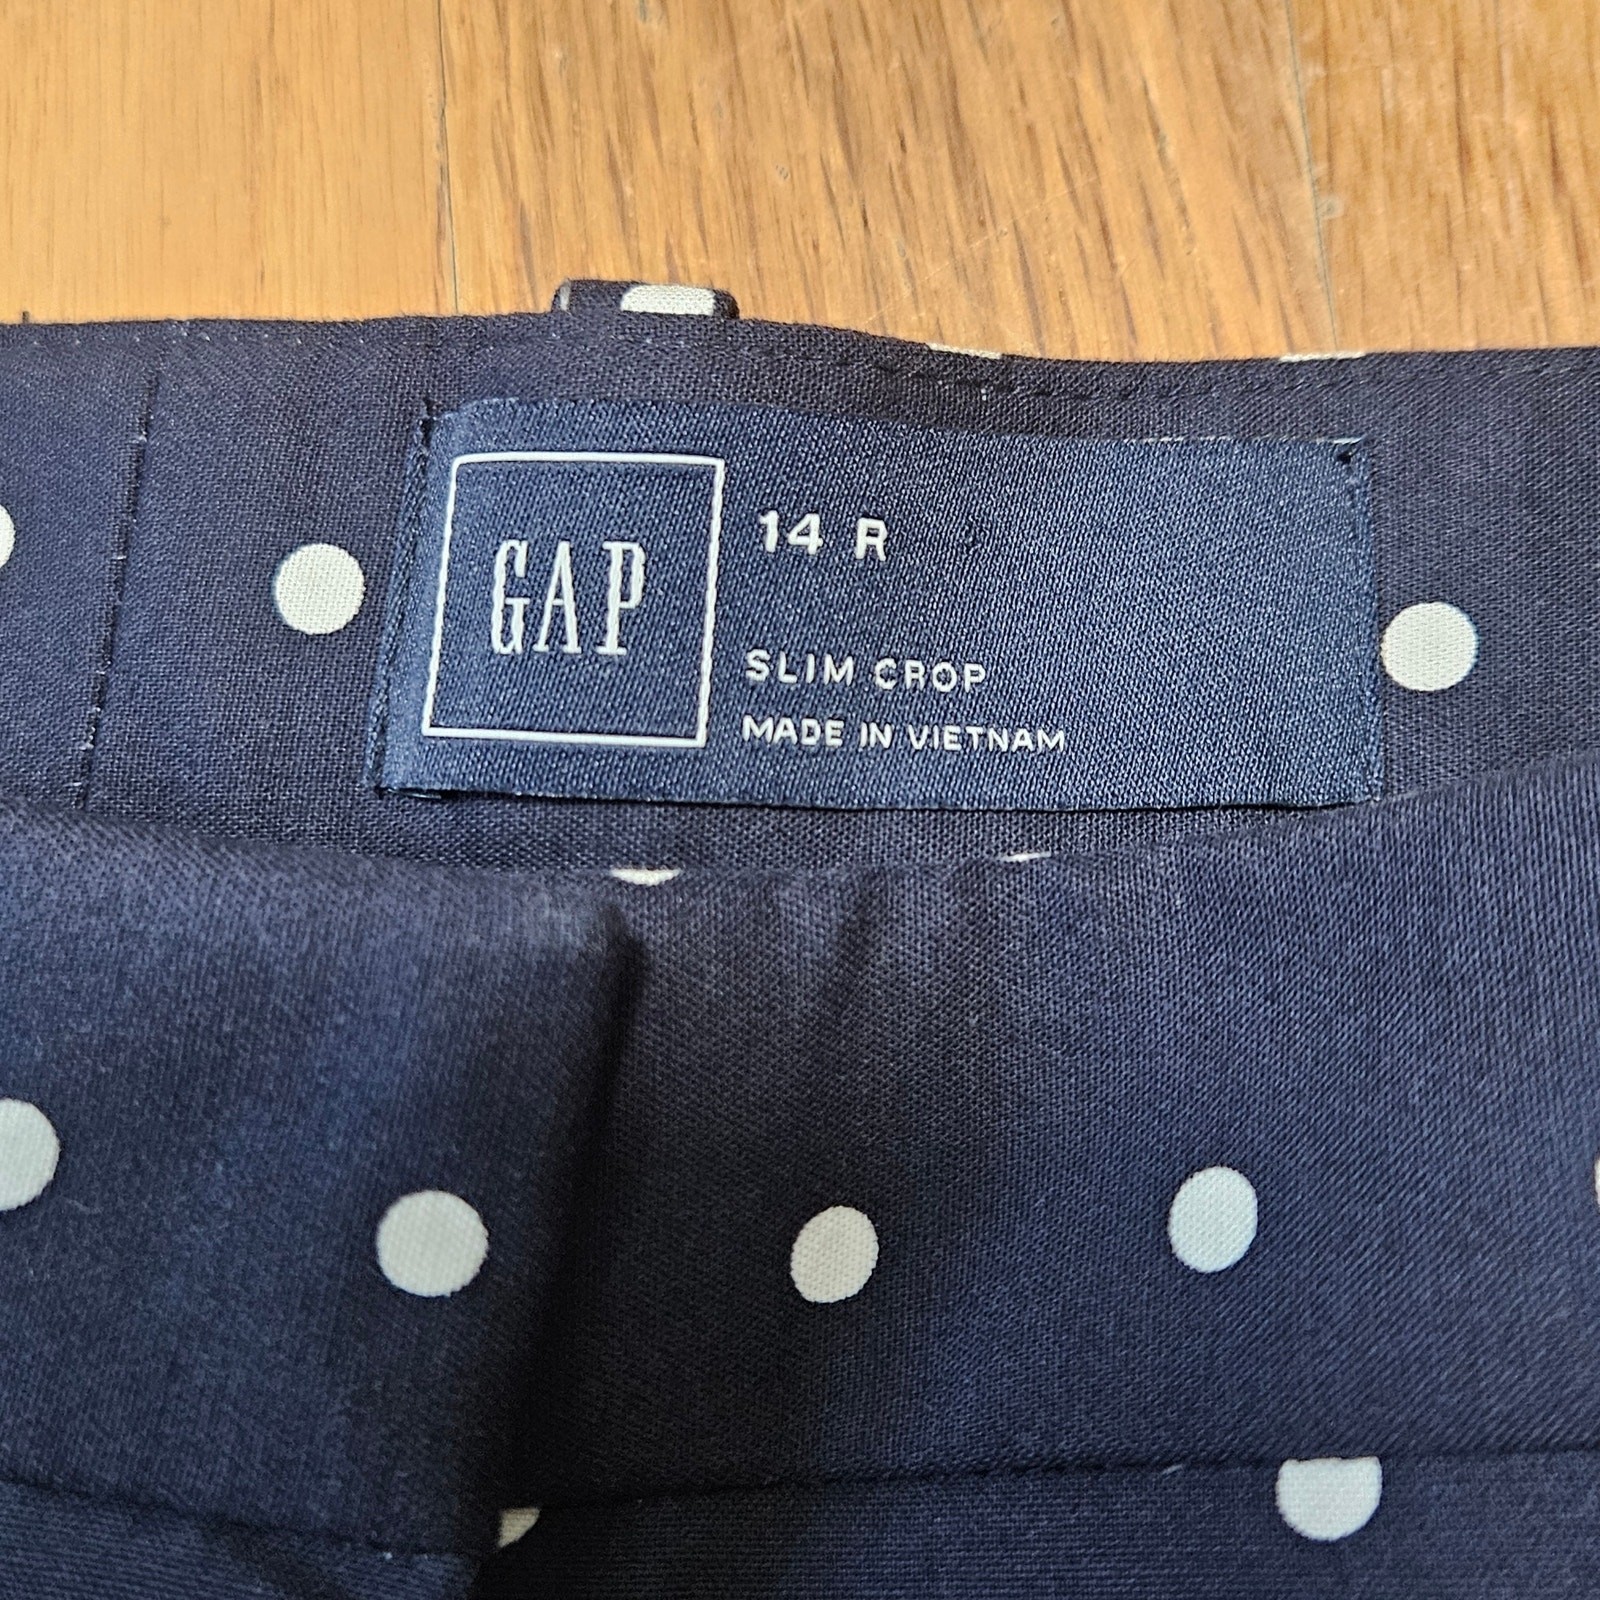 GAP
14 R
SLIM CROP
MADE IN VIETNAM